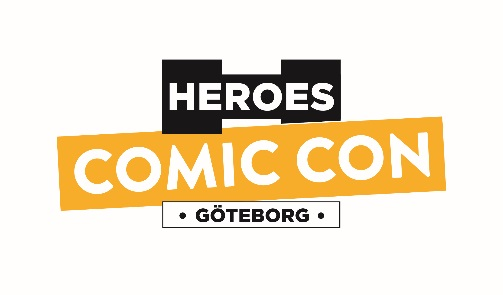 HEROES
COMIC CON
• GÖTEBORG •